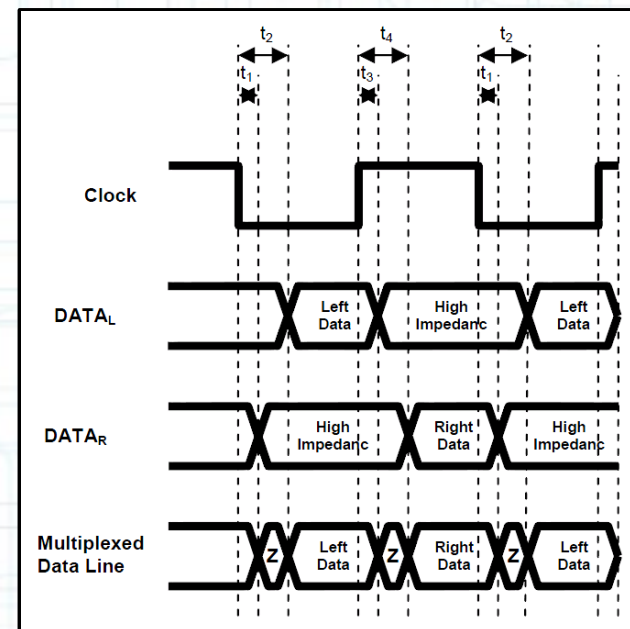 t2 t4 t2
t1 t3 t1
Clock
DATAL
Left High Left
Data Impedanc Data
DATAR
High Right High
Impedanc Data Impedanc
Multiplexed
Data Line
Z Left Z Right Z Left
Data Data Data